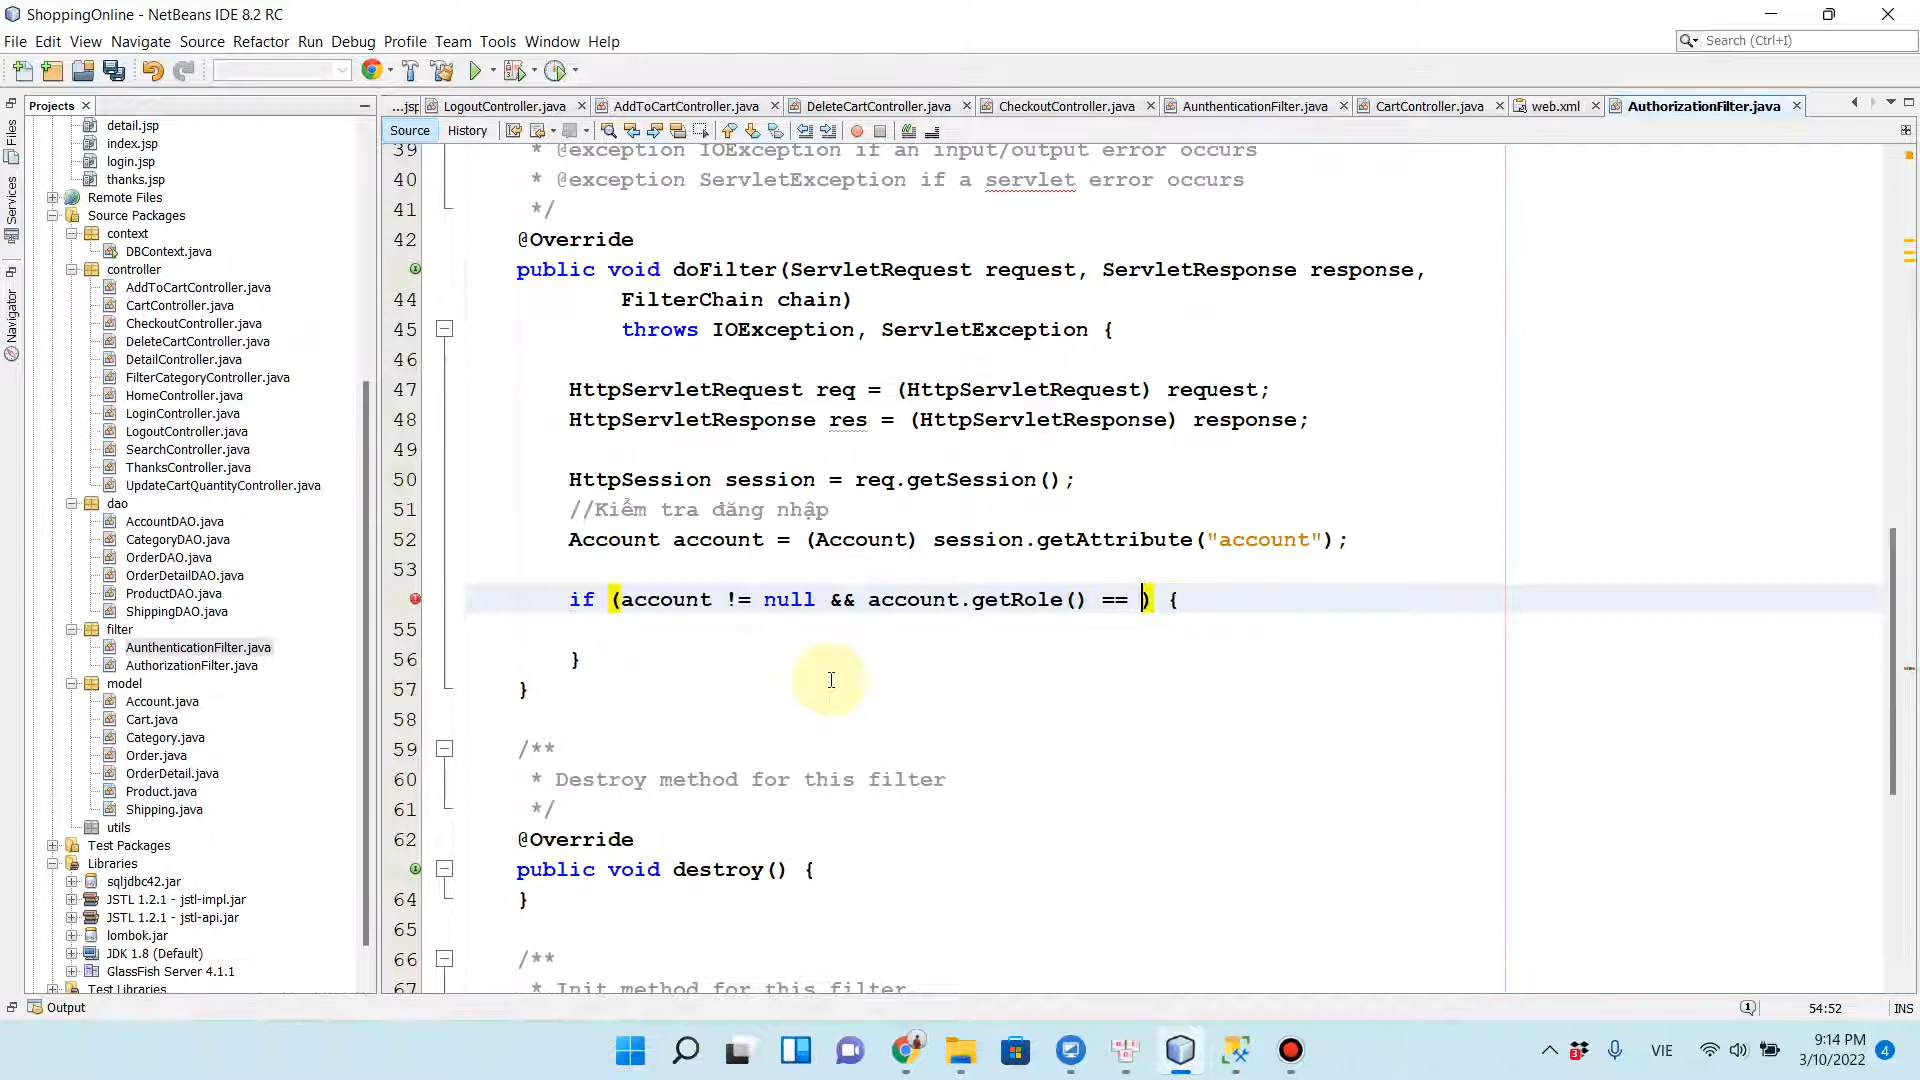 ShoppingOnline - NetBeans IDE 8.2 RC
File Edit View Navigate Source Refactor Run Debug Profile Team Tools Window Help
Search (Ctrl+I)
Projects
...jsp LogoutController.java AddToCartController.java DeleteCartController.java CheckoutController.java AunthenticationFilter.java CartController.java web.xml AuthorizationFilter.java
Source History
Files
Services
Navigator
detail.jsp
index.jsp
login.jsp
thanks.jsp
Remote Files
Source Packages
context
DBContext.java
controller
AddToCartController.java
CartController.java
CheckoutController.java
DeleteCartController.java
DetailController.java
FilterCategoryController.java
HomeController.java
LoginController.java
LogoutController.java
SearchController.java
ThanksController.java
UpdateCartQuantityController.java
dao
AccountDAO.java
CategoryDAO.java
OrderDAO.java
OrderDetailDAO.java
ProductDAO.java
ShippingDAO.java
filter
AunthenticationFilter.java
AuthorizationFilter.java
model
Account.java
Cart.java
Category.java
Order.java
OrderDetail.java
Product.java
Shipping.java
utils
Test Packages
Libraries
sqljdbc42.jar
JSTL 1.2.1 - jstl-impl.jar
JSTL 1.2.1 - jstl-api.jar
lombok.jar
JDK 1.8 (Default)
GlassFish Server 4.1.1
Test Libraries
39 * @exception IOException if an input/output error occurs
40 * @exception ServletException if a servlet error occurs
41 */
42 @Override
public void doFilter(ServletRequest request, ServletResponse response,
44 FilterChain chain)
45 throws IOException, ServletException {
46
47 HttpServletRequest req = (HttpServletRequest) request;
48 HttpServletResponse res = (HttpServletResponse) response;
49
50 HttpSession session = req.getSession();
51 //Kiểm tra đăng nhập
52 Account account = (Account) session.getAttribute("account");
53
if (account != null && account.getRole() == ) {
55
56 }
57 }
58
59 /**
60 * Destroy method for this filter
61 */
62 @Override
public void destroy() {
64 }
65
66 /**
67 * Init method for this filter
Output
1
54:52 INS
3
VIE
9:14 PM
3/10/2022
4